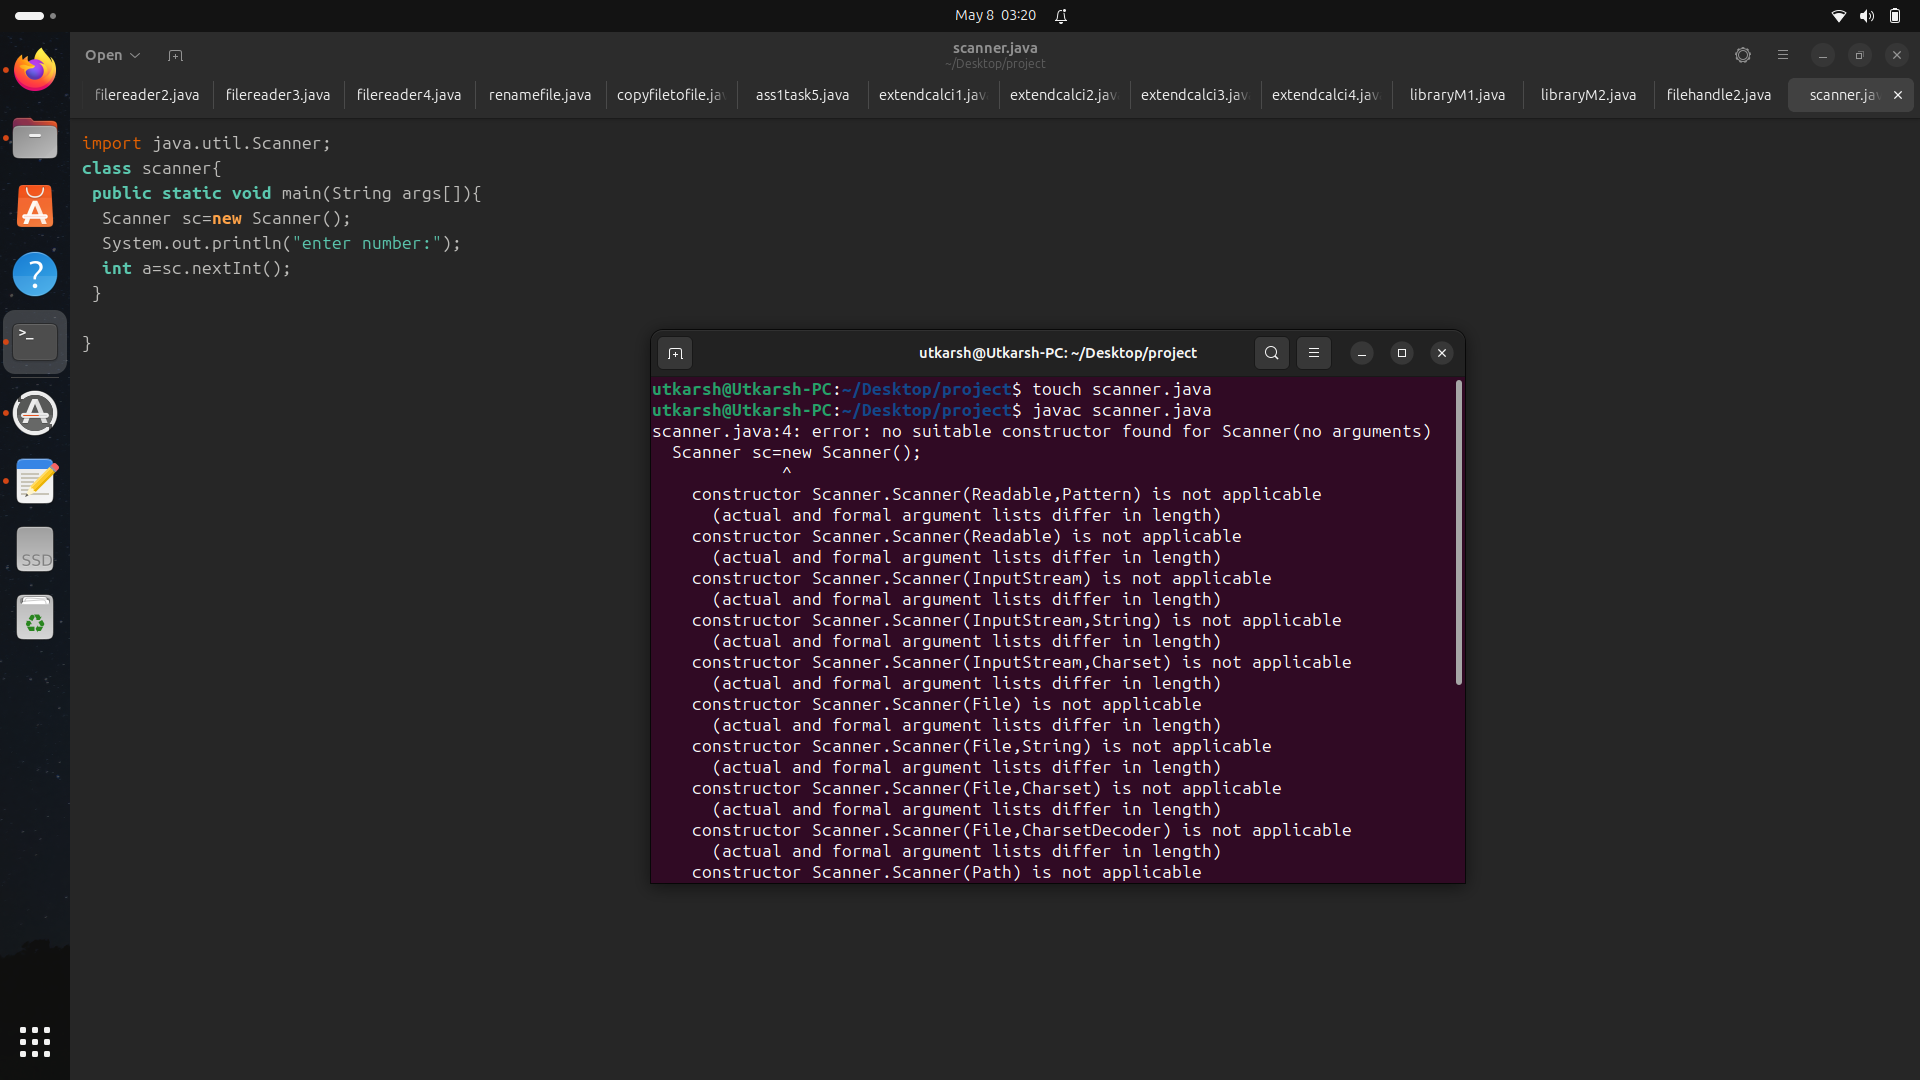 May 8 03:20
Open
scanner.java
~/Desktop/project
filereader2.java filereader3.java filereader4.java renamefile.java copyfiletofile.jav ass1task5.java extendcalci1.jav extendcalci2.jav extendcalci3.jav extendcalci4.jav libraryM1.java libraryM2.java filehandle2.java scanner.jav
import java.util.Scanner;
class scanner{
 public static void main(String args[]){
  Scanner sc=new Scanner();
  System.out.println("enter number:");
  int a=sc.nextInt();
 }
}
utkarsh@Utkarsh-PC: ~/Desktop/project
utkarsh@Utkarsh-PC:~/Desktop/project$ touch scanner.java
utkarsh@Utkarsh-PC:~/Desktop/project$ javac scanner.java
scanner.java:4: error: no suitable constructor found for Scanner(no arguments)
  Scanner sc=new Scanner();
             ^
    constructor Scanner.Scanner(Readable,Pattern) is not applicable
      (actual and formal argument lists differ in length)
    constructor Scanner.Scanner(Readable) is not applicable
      (actual and formal argument lists differ in length)
    constructor Scanner.Scanner(InputStream) is not applicable
      (actual and formal argument lists differ in length)
    constructor Scanner.Scanner(InputStream,String) is not applicable
      (actual and formal argument lists differ in length)
    constructor Scanner.Scanner(InputStream,Charset) is not applicable
      (actual and formal argument lists differ in length)
    constructor Scanner.Scanner(File) is not applicable
      (actual and formal argument lists differ in length)
    constructor Scanner.Scanner(File,String) is not applicable
      (actual and formal argument lists differ in length)
    constructor Scanner.Scanner(File,Charset) is not applicable
      (actual and formal argument lists differ in length)
    constructor Scanner.Scanner(File,CharsetDecoder) is not applicable
      (actual and formal argument lists differ in length)
    constructor Scanner.Scanner(Path) is not applicable
SSD